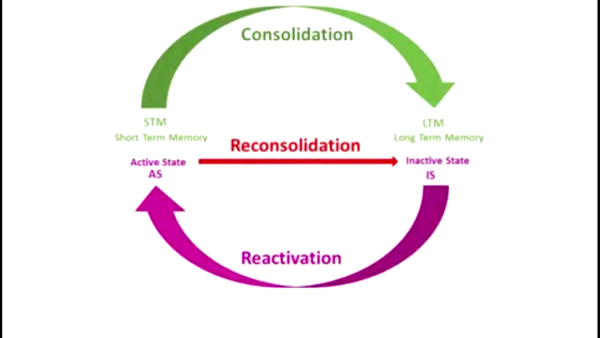 Consolidation
STM
Short Term Memory
LTM
Long Term Memory
Reconsolidation
Active State
AS
Inactive State
IS
Reactivation